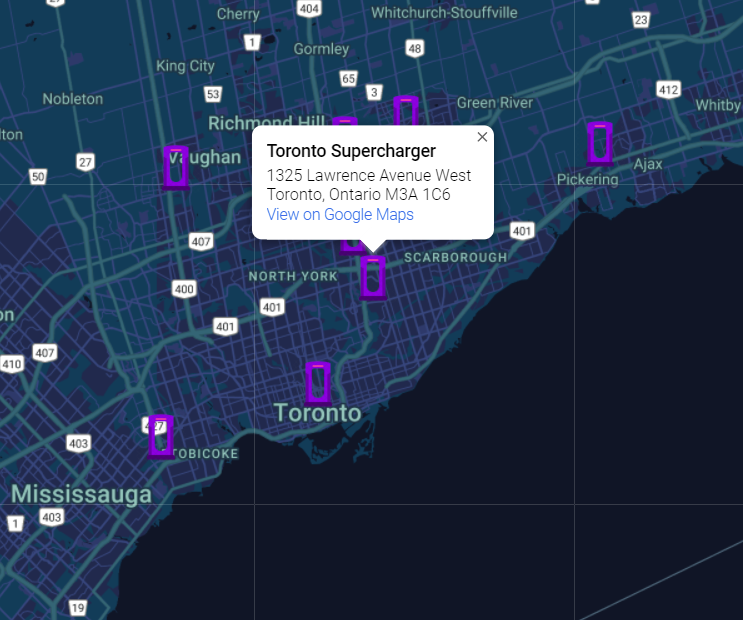 404
Cherry
Whitchurch-Stouffville
23
1
Gormley
48
King City
65
3
53
412
Nobleton
Green River
Whitby
Richmond Hill
27
Vaughan
Ajax
50
Pickering
Toronto Supercharger
1325 Lawrence Avenue West
Toronto, Ontario M3A 1C6
View on Google Maps
401
407
SCARBOROUGH
NORTH YORK
400
401
401
407
410
Toronto
427
403
TOBICOKE
Mississauga
403
1
19